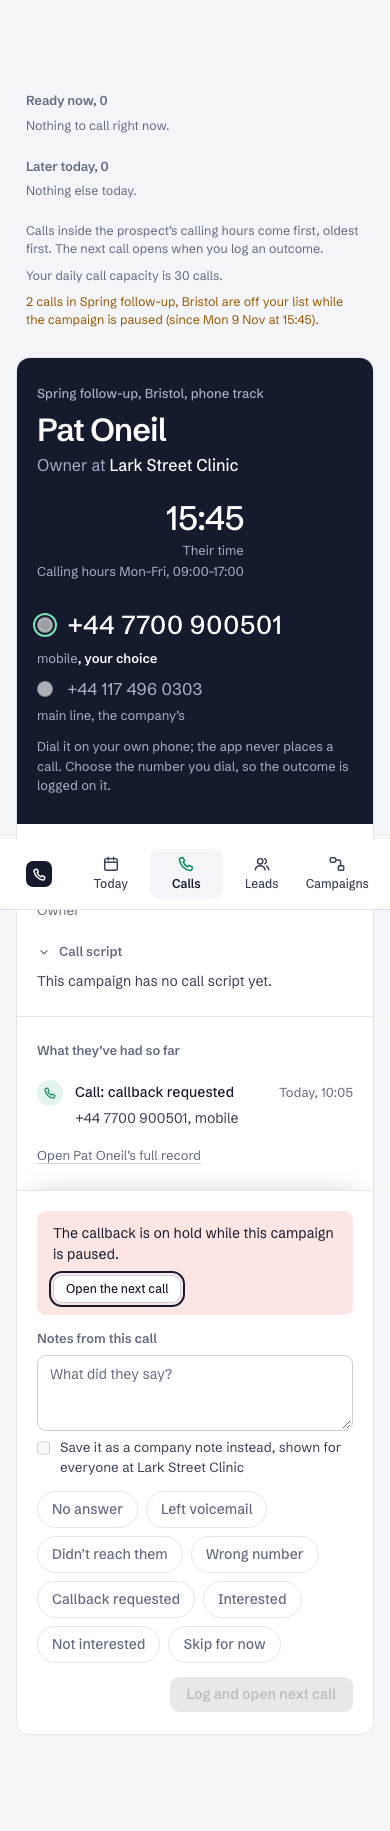 Ready now, 0
Nothing to call right now.
Later today, 0
Nothing else today.
Calls inside the prospect's calling hours come first, oldest
first. The next call opens when you log an outcome.
Your daily call capacity is 30 calls.
2 calls in Spring follow-up, Bristol are off your list while
the campaign is paused (since Mon 9 Nov at 15:45).
Spring follow-up, Bristol, phone track
Pat Oneil
Owner at Lark Street Clinic
15:45
Their time
Calling hours Mon–Fri, 09:00–17:00
+44 7700 900501
mobile, your choice
+44 117 496 0303
main line, the company's
Dial it on your own phone; the app never places a
call. Choose the number you dial, so the outcome is
logged on it.
Today
Calls
Leads
Campaigns
Owner
Call script
This campaign has no call script yet.
What they've had so far
Call: callback requested
Today, 10:05
+44 7700 900501, mobile
Open Pat Oneil's full record
The callback is on hold while this campaign
is paused.
Open the next call
Notes from this call
What did they say?
Save it as a company note instead, shown for
everyone at Lark Street Clinic
No answer
Left voicemail
Didn't reach them
Wrong number
Callback requested
Interested
Not interested
Skip for now
Log and open next call